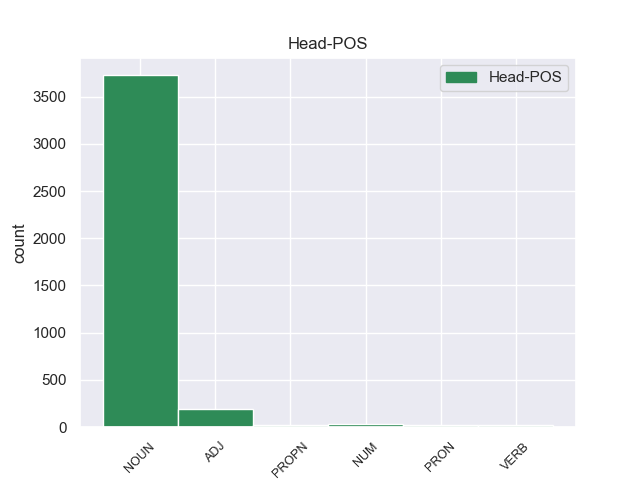 Head-POS
Head-POS
3500
3000
2500
2000
1500
1000
500
0
count
NOUN
ADJ
PROPN
NUM
PRON
VERB